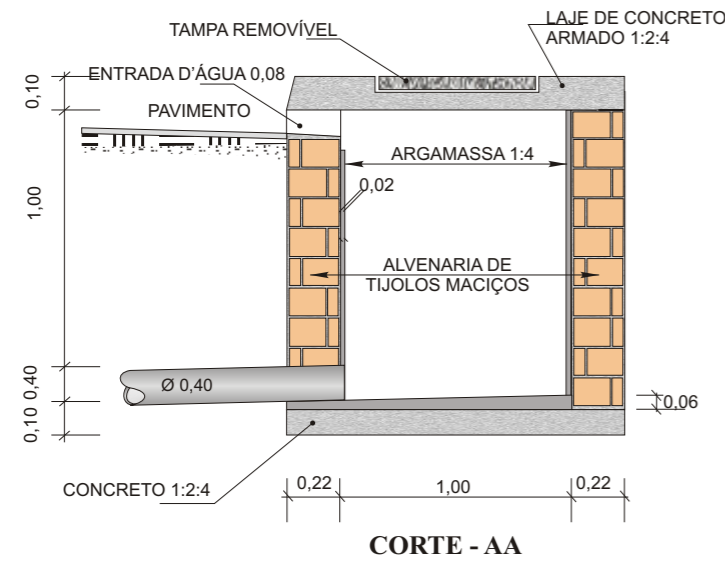 TAMPA REMOVÍVEL
LAJE DE CONCRETO
ARMADO 1:2:4
ENTRADA D'ÁGUA 0,08
0,10
PAVIMENTO
ARGAMASSA 1:4
0,02
1,00
ALVENARIA DE
TIJOLOS MACIÇOS
Ø 0,40
0,40
0,06
0,10
CONCRETO 1:2:4
0,22
1,00
0,22
CORTE - AA